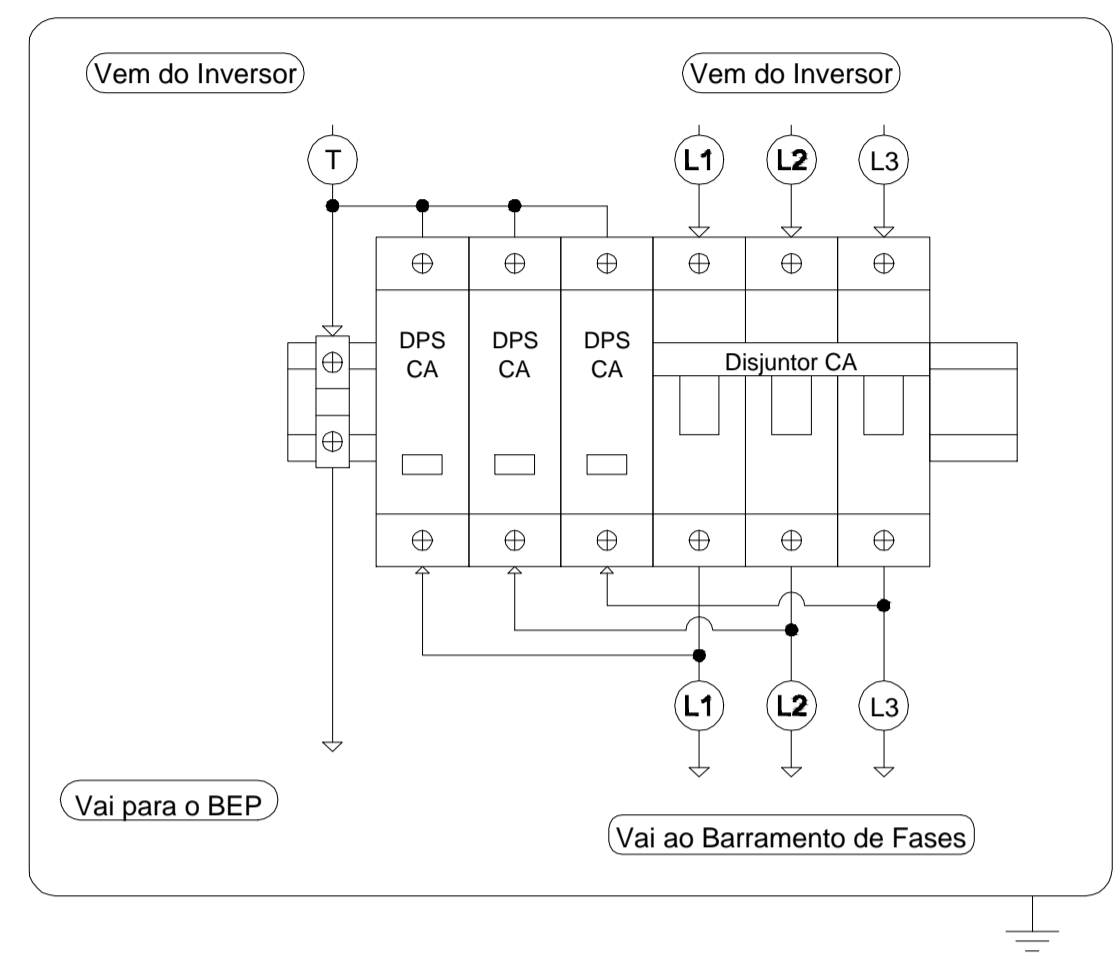 Vem do Inversor
Vem do Inversor
T
L1
L2
L3
DPS
CA
DPS
CA
DPS
CA
Disjuntor CA
L1
L2
L3
Vai para o BEP
Vai ao Barramento de Fases